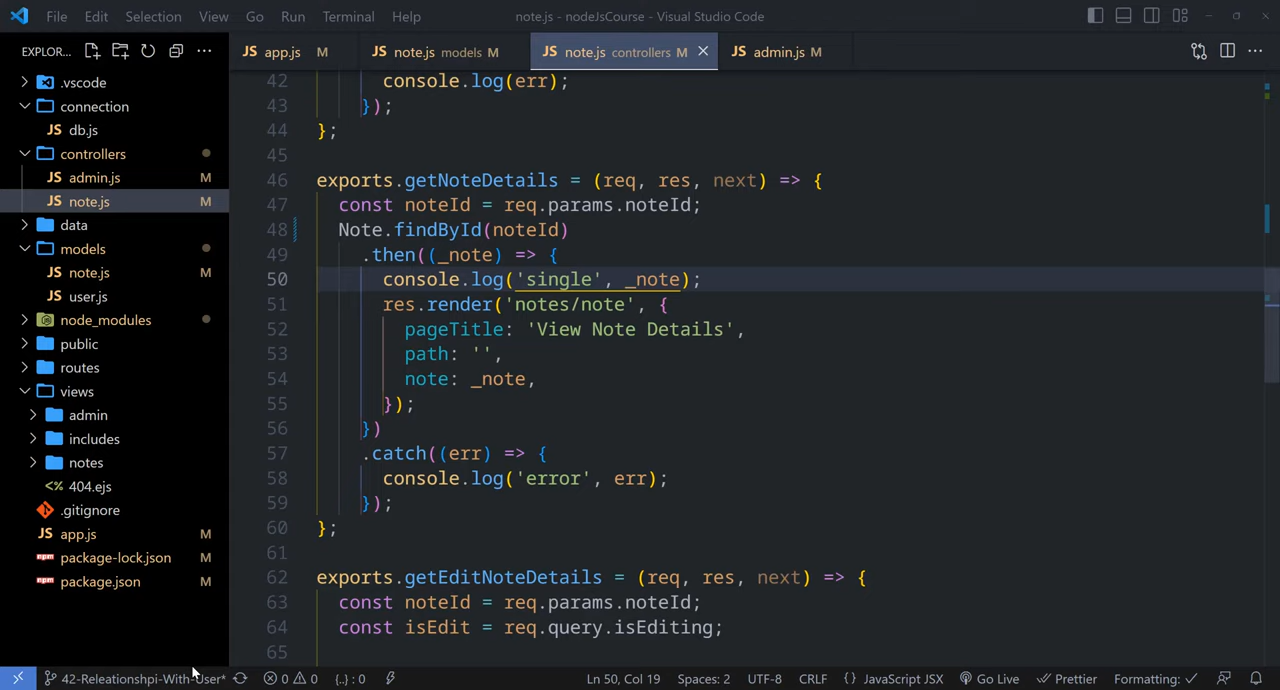 File Edit Selection View Go Run Terminal Help note.js - nodeJsCourse - Visual Studio Code
EXPLOR... JS app.js M JS note.js models M JS note.js controllers M JS admin.js M
.vscode
connection
JS db.js
controllers
JS admin.js M
JS note.js M
data
models
JS note.js M
JS user.js
node_modules
public
routes
views
admin
includes
notes
<% 404.ejs
.gitignore
JS app.js M
npm package-lock.json M
npm package.json M
42 console.log(err);
43 });
44 };
45
46 exports.getNoteDetails = (req, res, next) => {
47 const noteId = req.params.noteId;
48 Note.findById(noteId)
49 .then((_note) => {
50 console.log('single', _note);
51 res.render('notes/note', {
52 pageTitle: 'View Note Details',
53 path: '',
54 note: _note,
55 });
56 })
57 .catch((err) => {
58 console.log('error', err);
59 });
60 };
61
62 exports.getEditNoteDetails = (req, res, next) => {
63 const noteId = req.params.noteId;
64 const isEdit = req.query.isEditing;
65
42-Releationshpi-With-User* 0 0 {..} : 0 Ln 50, Col 19 Spaces: 2 UTF-8 CRLF {} JavaScript JSX Go Live Prettier Formatting: